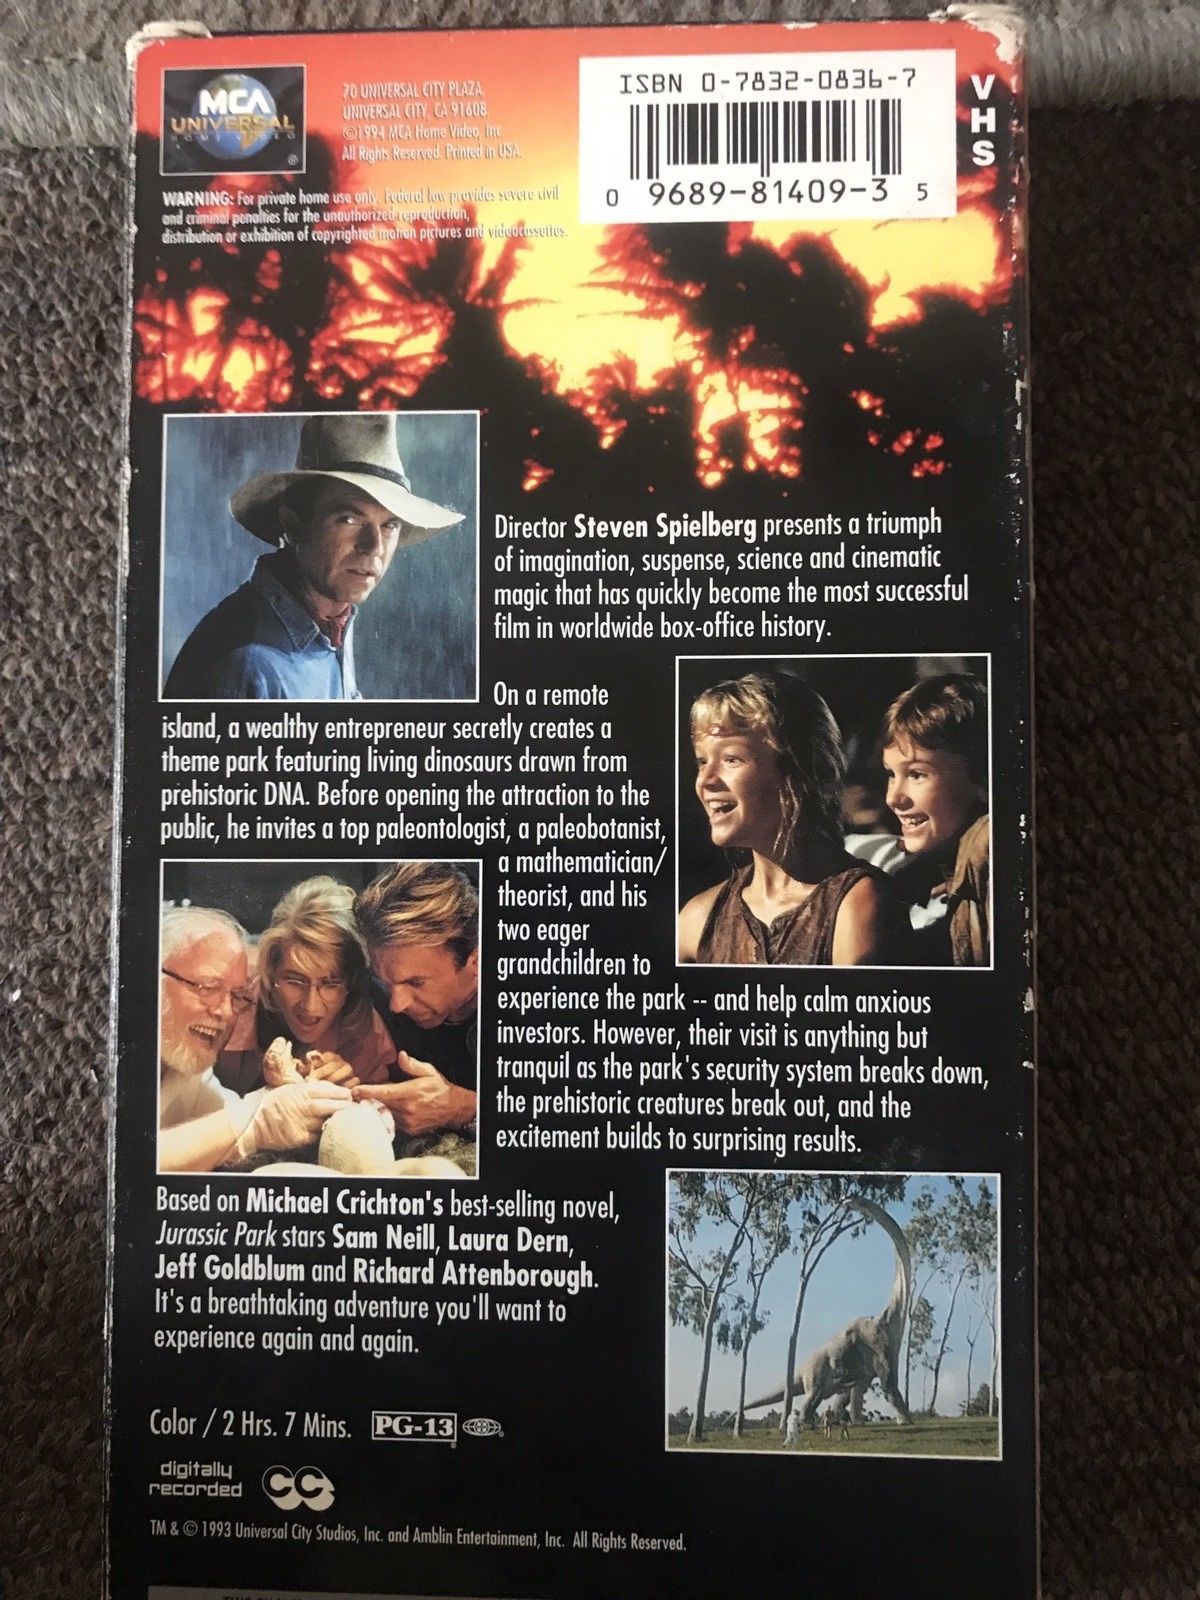 MCA
UNIVERSAL
HOME VIDEO
®
70 UNIVERSAL CITY PLAZA,
UNIVERSAL CITY, CA 91608.
©1994 MCA Home Video, Inc.
All Rights Reserved. Printed in USA.
WARNING: For private home use only. Federal law provides severe civil
and criminal penalties for the unauthorized reproduction,
distribution or exhibition of copyrighted motion pictures and videocassettes.
ISBN 0-7832-0836-7
0 9689-81409-3 5
VHS
Director Steven Spielberg presents a triumph
of imagination, suspense, science and cinematic
magic that has quickly become the most successful
film in worldwide box-office history.
On a remote
island, a wealthy entrepreneur secretly creates a
theme park featuring living dinosaurs drawn from
prehistoric DNA. Before opening the attraction to the
public, he invites a top paleontologist, a paleobotanist,
a mathematician/
theorist, and his
two eager
grandchildren to
experience the park -- and help calm anxious
investors. However, their visit is anything but
tranquil as the park's security system breaks down,
the prehistoric creatures break out, and the
excitement builds to surprising results.
Based on Michael Crichton's best-selling novel,
Jurassic Park stars Sam Neill, Laura Dern,
Jeff Goldblum and Richard Attenborough.
It's a breathtaking adventure you'll want to
experience again and again.
Color / 2 Hrs. 7 Mins. PG-13
digitally
recorded CC
TM & © 1993 Universal City Studios, Inc. and Amblin Entertainment, Inc. All Rights Reserved.